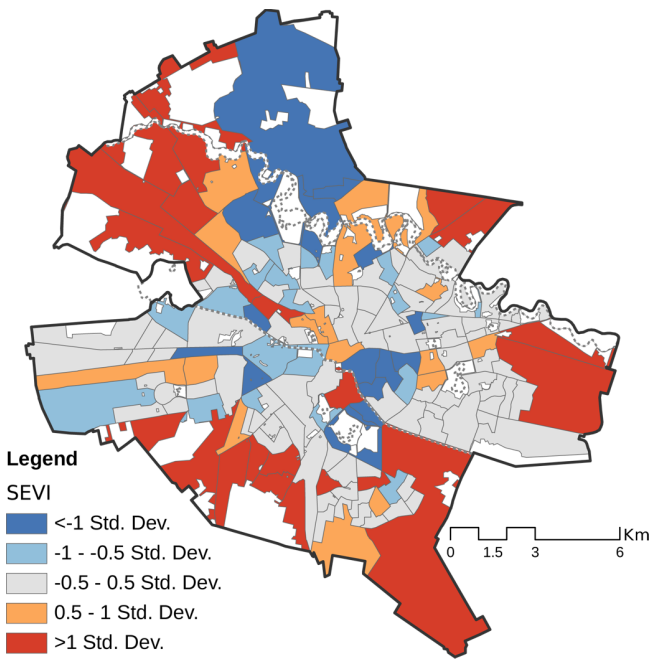 Legend
SEVI
<-1 Std. Dev.
-1 - -0.5 Std. Dev.
-0.5 - 0.5 Std. Dev.
0.5 - 1 Std. Dev.
>1 Std. Dev.
Km
0 1.5 3 6